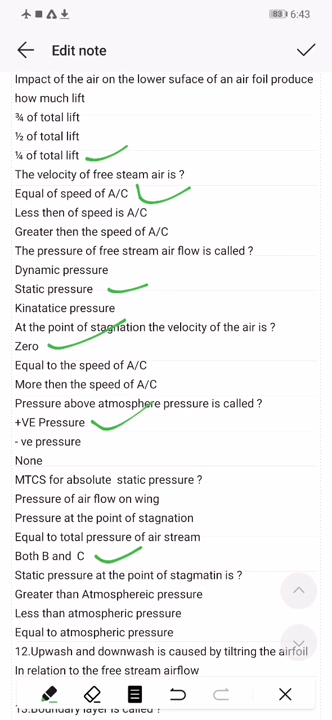 83 6:43
Edit note
Impact of the air on the lower suface of an air foil produce
how much lift
¾ of total lift
½ of total lift
¼ of total lift
The velocity of free steam air is ?
Equal of speed of A/C
Less then of speed is A/C
Greater then the speed of A/C
The pressure of free stream air flow is called ?
Dynamic pressure
Static pressure
Kinatatice pressure
At the point of stagnation the velocity of the air is ?
Zero
Equal to the speed of A/C
More then the speed of A/C
Pressure above atmosphere pressure is called ?
+VE Pressure
- ve pressure
None
MTCS for absolute static pressure ?
Pressure of air flow on wing
Pressure at the point of stagnation
Equal to total pressure of air stream
Both B and C
Static pressure at the point of stagmatin is ?
Greater than Atmosphereic pressure
Less than atmospheric pressure
Equal to atmospheric pressure
12.Upwash and downwash is caused by tiltring the airfoil
In relation to the free stream airflow
13.Boundary layer is called ?